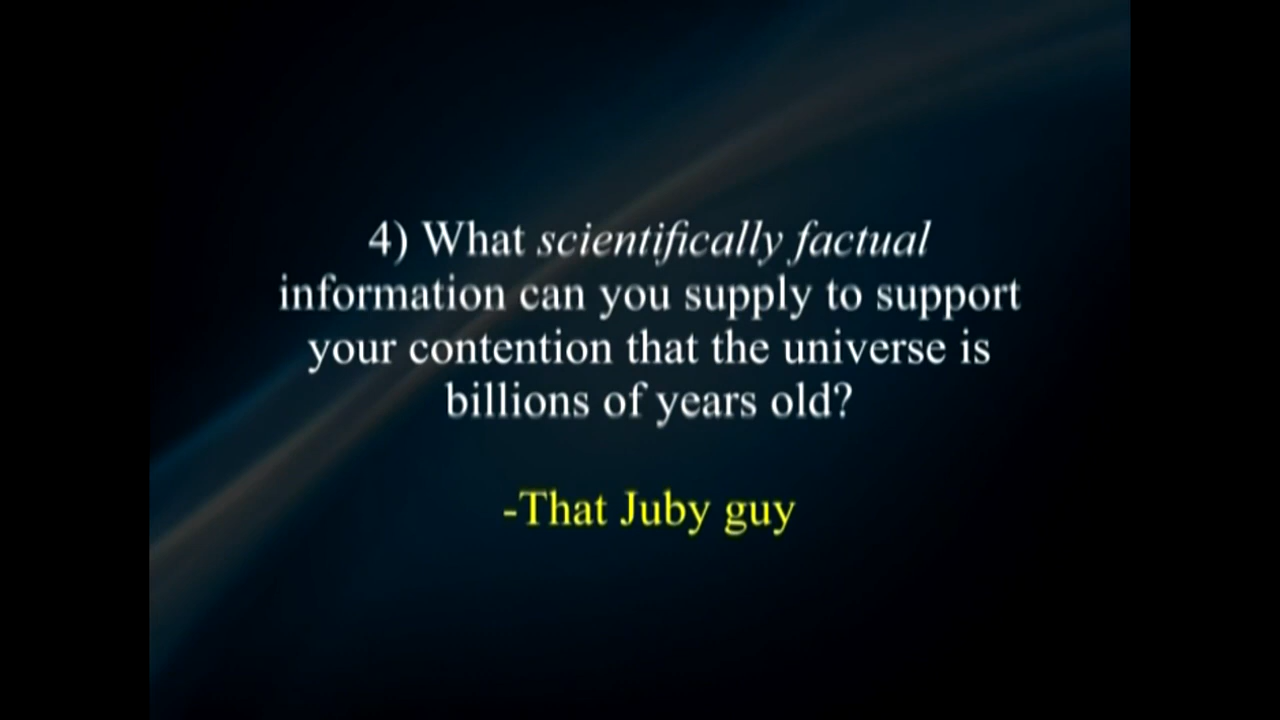 4) What scientifically factual
information can you supply to support
your contention that the universe is
billions of years old?
-That Juby guy